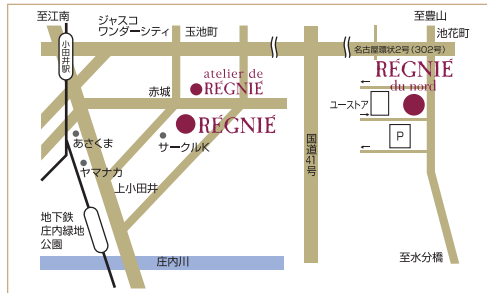 至江南
ジャスコ
ワンダーシティ
玉池町
至豊山
池花町
名古屋環状2号(302号)
小田井駅
atelier de
RÉGNIÉ
赤城
RÉGNIÉ
du nord
ユーストア
RÉGNIÉ
P
あさくま
サークルK
ヤマナカ
国道41号
上小田井
地下鉄
庄内緑地
公園
至水分橋
庄内川